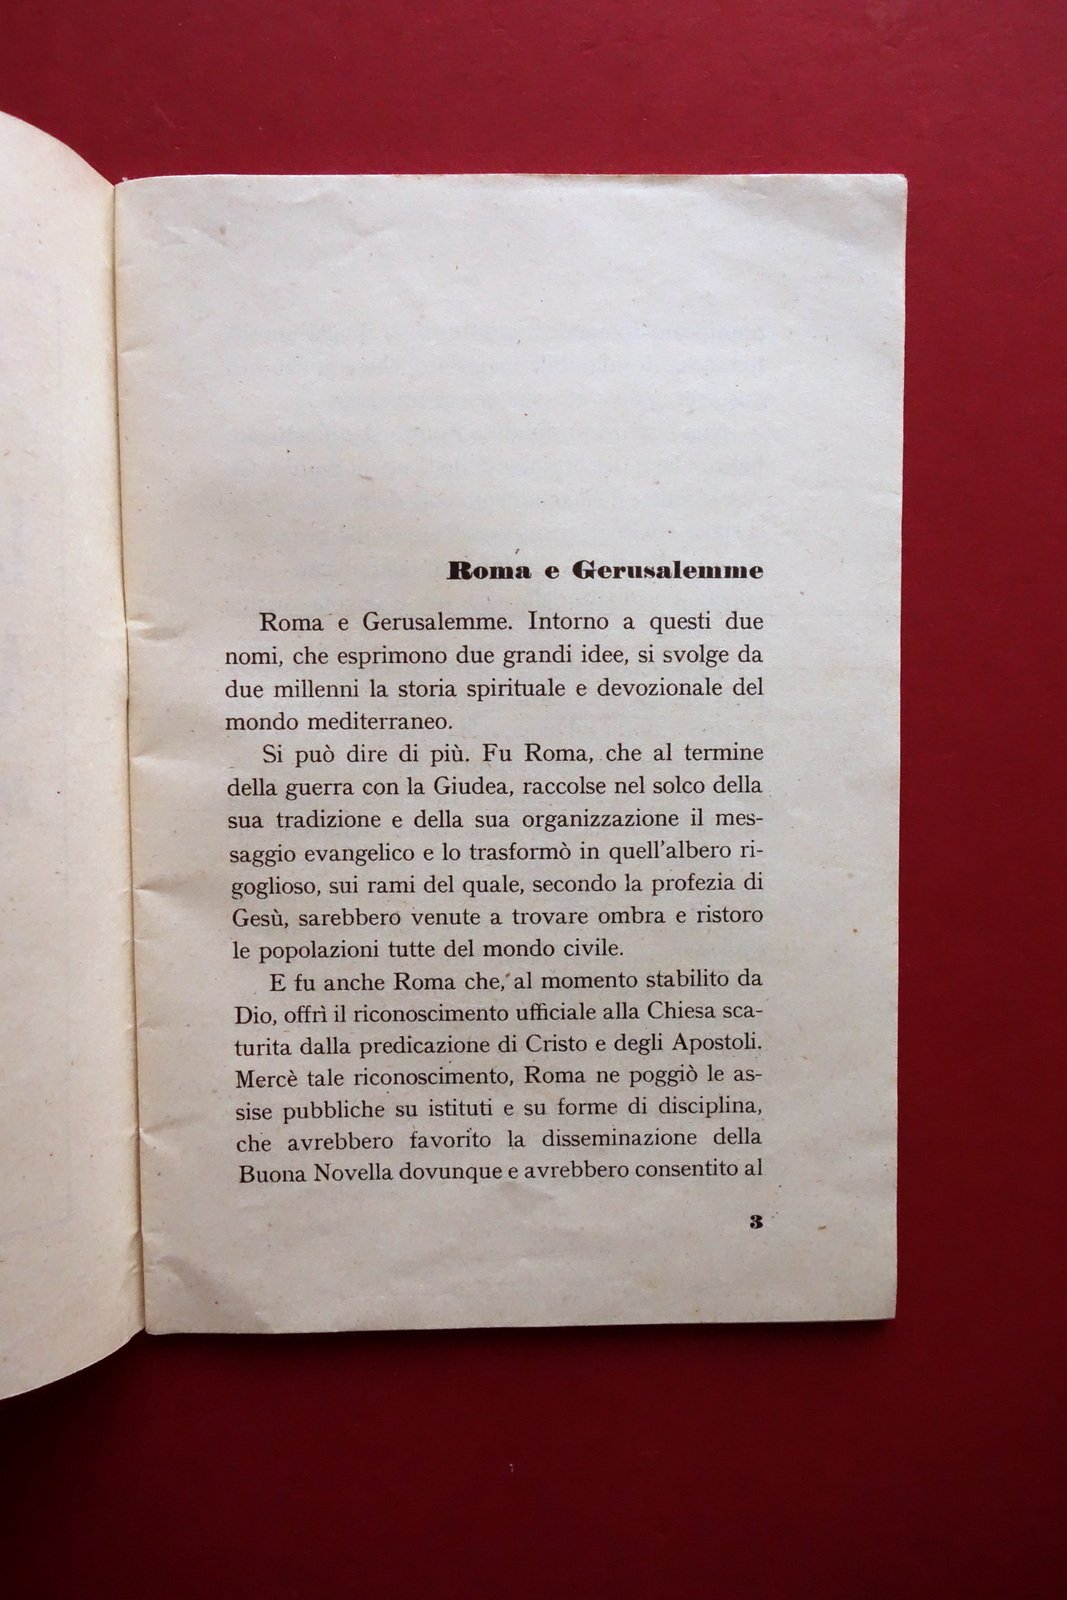 Roma e Gerusalemme
Roma e Gerusalemme. Intorno a questi due
nomi, che esprimono due grandi idee, si svolge da
due millenni la storia spirituale e devozionale del
mondo mediterraneo.
Si può dire di più. Fu Roma, che al termine
della guerra con la Giudea, raccolse nel solco della
sua tradizione e della sua organizzazione il mes-
saggio evangelico e lo trasformò in quell'albero ri-
goglioso, sui rami del quale, secondo la profezia di
Gesù, sarebbero venute a trovare ombra e ristoro
le popolazioni tutte del mondo civile.
E fu anche Roma che, al momento stabilito da
Dio, offrì il riconoscimento ufficiale alla Chiesa sca-
turita dalla predicazione di Cristo e degli Apostoli.
Mercè tale riconoscimento, Roma ne poggiò le as-
sise pubbliche su istituti e su forme di disciplina,
che avrebbero favorito la disseminazione della
Buona Novella dovunque e avrebbero consentito al
3